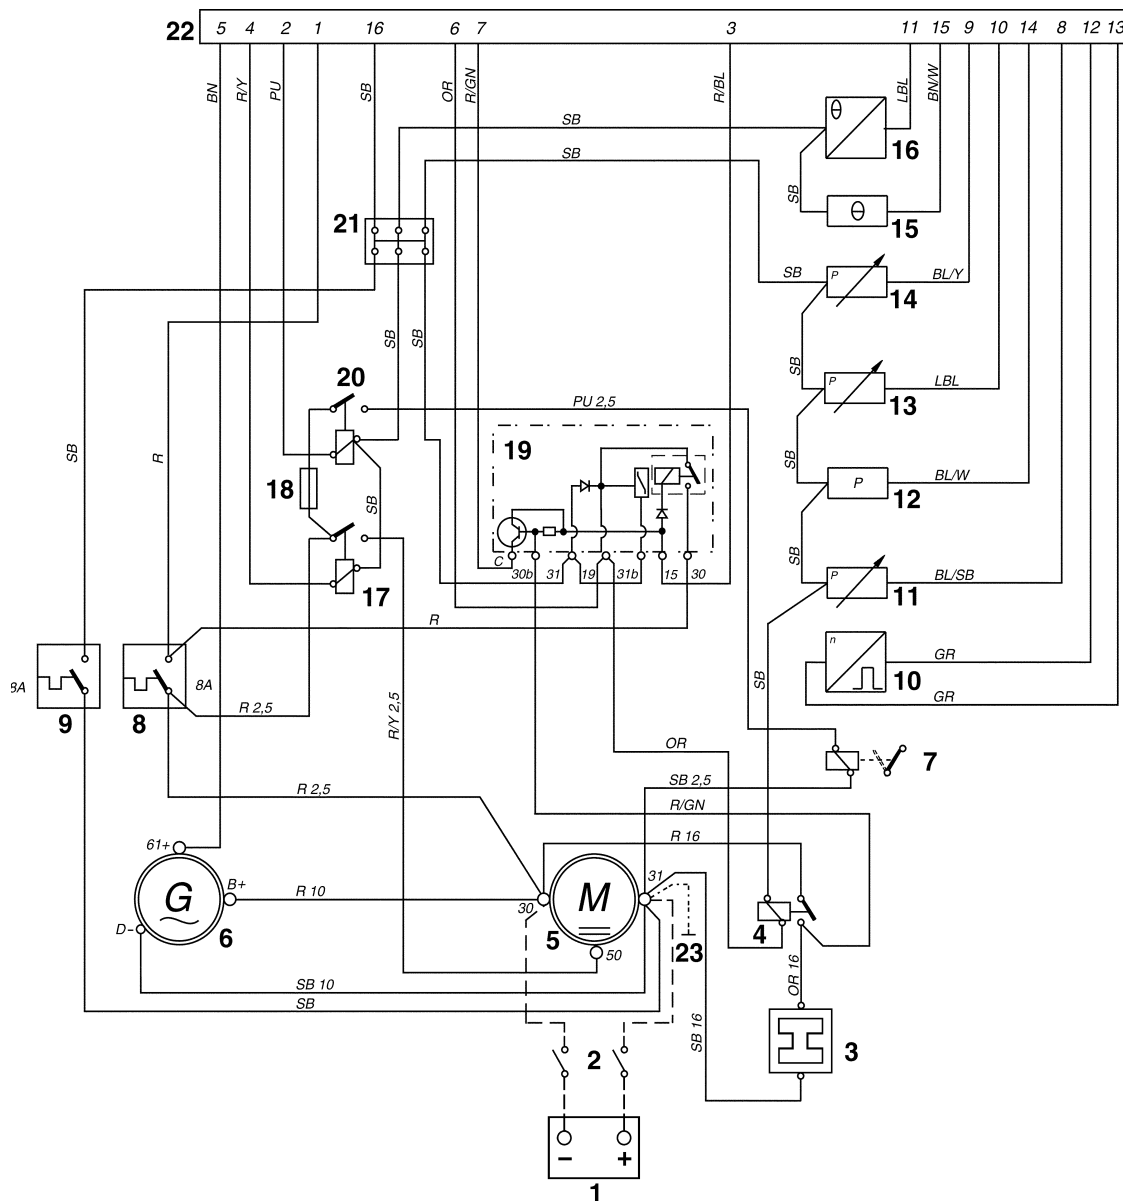 22 5 4 2 1 16 6 7 3 11 15 9 10 14 8 12 13
BN R/Y PU SB OR R/GN R/BL LBL BN/W
SB
16
SB
SB
15
21
SB P BL/Y
14
SB SB
SB
20
P LBL
13
PU 2,5
19
SB R
SB
18 SB
P BL/W
12
SB
C 30b 31 19 31b 15 30
17
P BL/SB
11
R
n GR
10
SB
8A 8A
9 8
R 2,5
R/Y 2,5
GR
OR
7
SB 2,5
R 2,5
R/GN
R 16
61+
G
B+
R 10
D-
6
30
M
31
5
50
23
4
SB 10
SB
OR 16
SB 16
3
2
− +
1